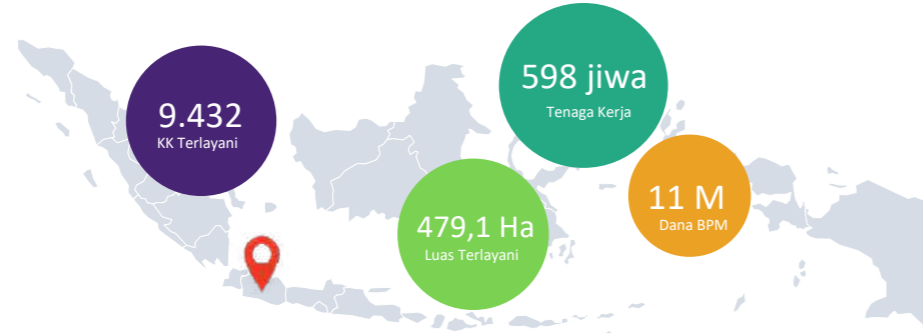 9.432
KK Terlayani
598 jiwa
Tenaga Kerja
479,1 Ha
Luas Terlayani
11 M
Dana BPM